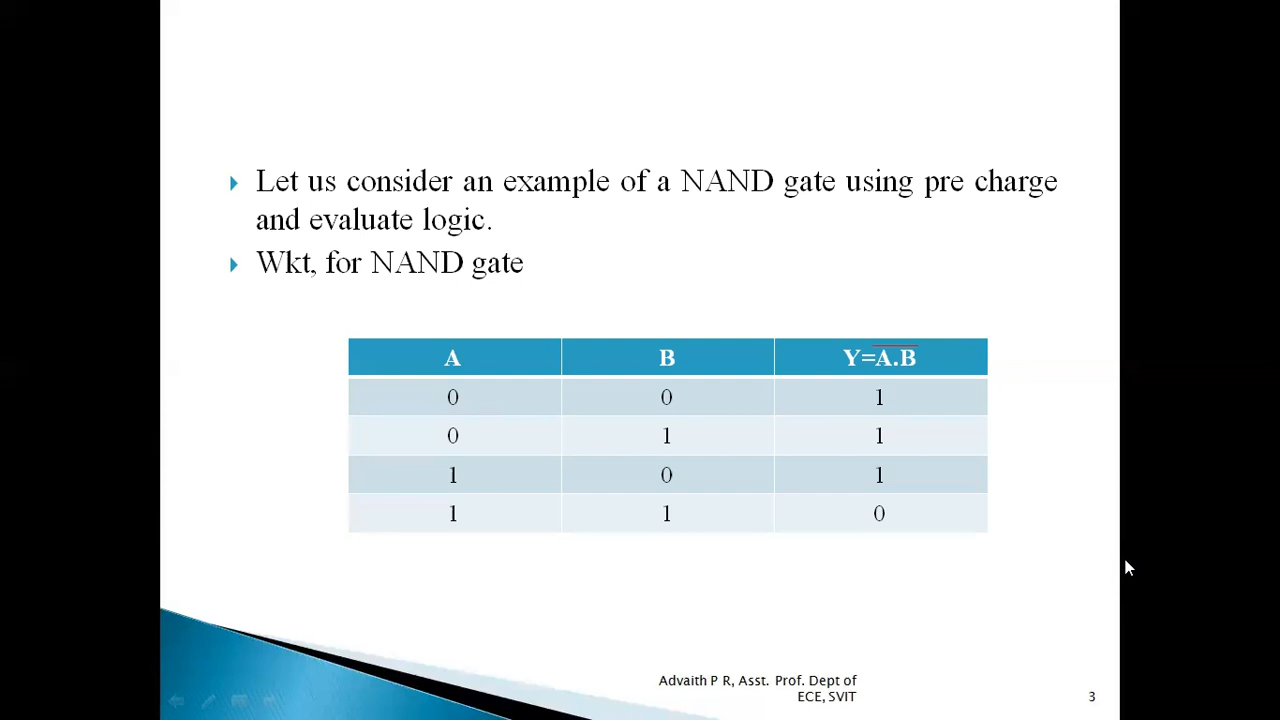 Let us consider an example of a NAND gate using pre charge
and evaluate logic.
Wkt, for NAND gate
A B Y=A.B
0 0 1
0 1 1
1 0 1
1 1 0
Advaith P R, Asst. Prof. Dept of
ECE, SVIT
3